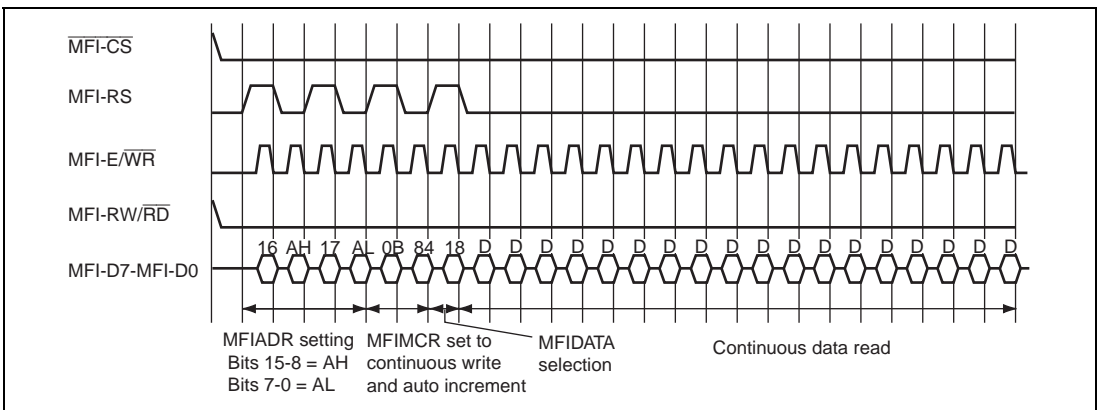 MFI-CS
MFI-RS
MFI-E/WR
MFI-RW/RD
16 AH 17 AL 0B 84 18 D D D D D D D D D D D D D D D D D D
MFI-D7-MFI-D0
MFIADR setting
Bits 15-8 = AH
Bits 7-0 = AL
MFIMCR set to
continuous write
and auto increment
MFIDATA
selection
Continuous data read